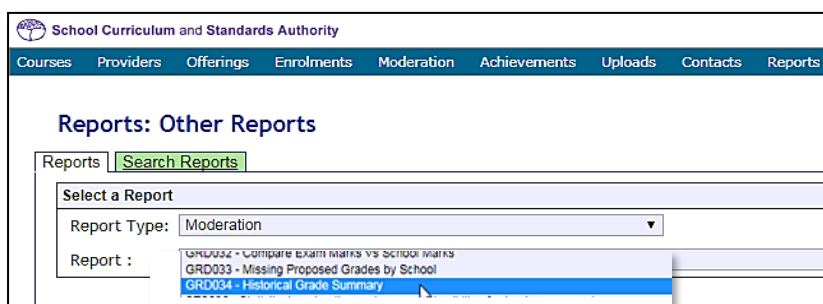 School Curriculum and Standards Authority
Courses Providers Offerings Enrolments Moderation Achievements Uploads Contacts Reports
Reports: Other Reports
Reports Search Reports
Select a Report
Report Type: Moderation
Report : GRD032 - Compare Exam Marks VS School Marks
GRD033 - Missing Proposed Grades by School
GRD034 - Historical Grade Summary